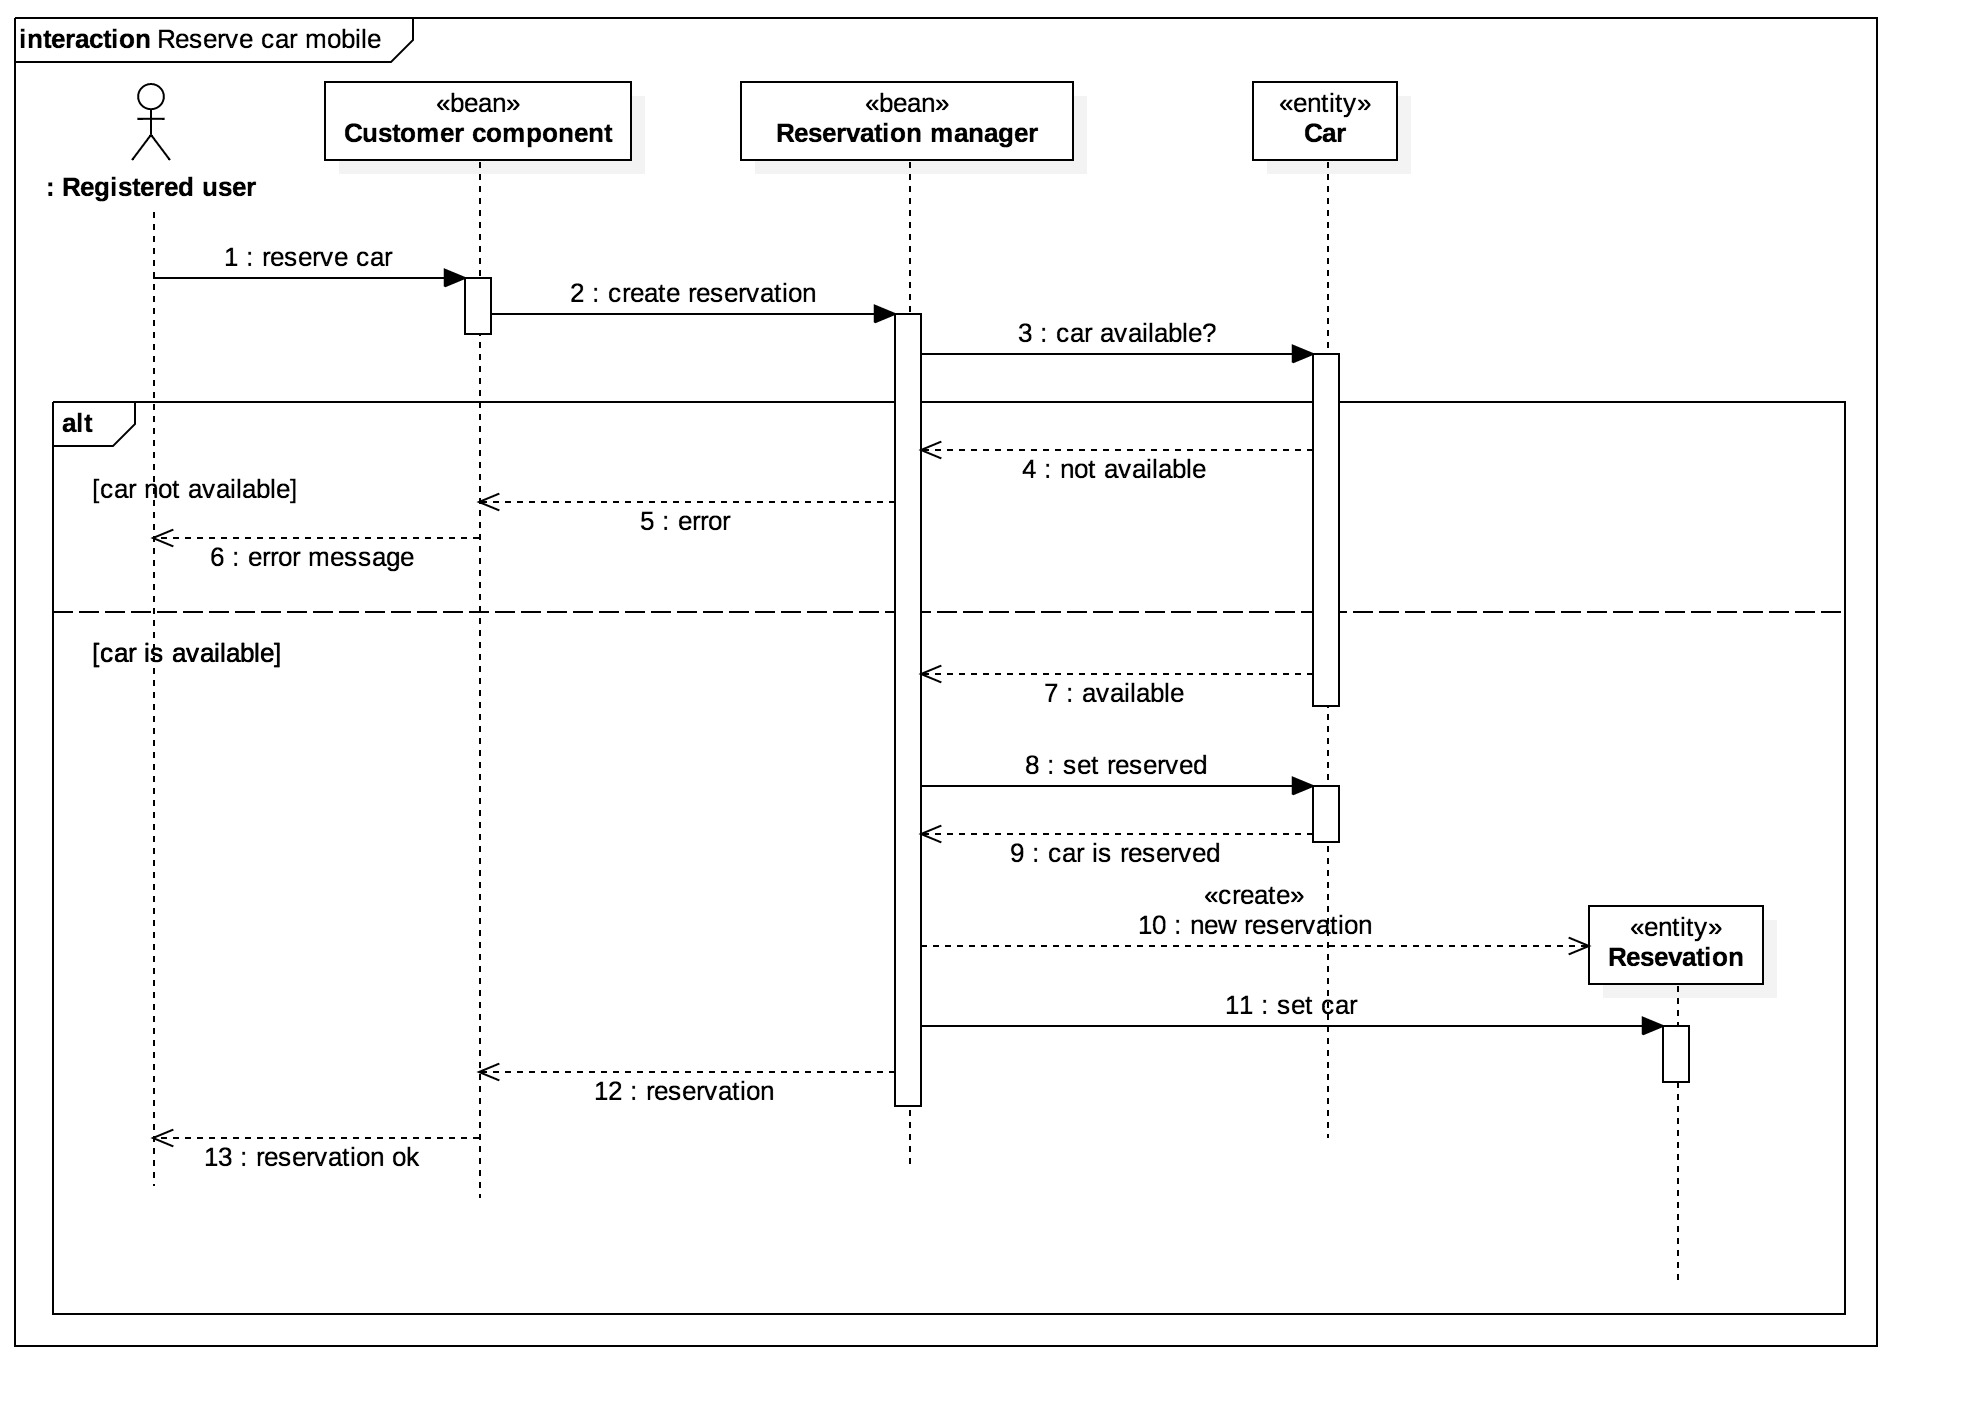 interaction Reserve car mobile
: Registered user
«bean»
Customer component
«bean»
Reservation manager
«entity»
Car
1 : reserve car
2 : create reservation
3 : car available?
alt
4 : not available
[car not available]
5 : error
6 : error message
[car is available]
7 : available
8 : set reserved
9 : car is reserved
«create»
10 : new reservation
«entity»
Resevation
11 : set car
12 : reservation
13 : reservation ok